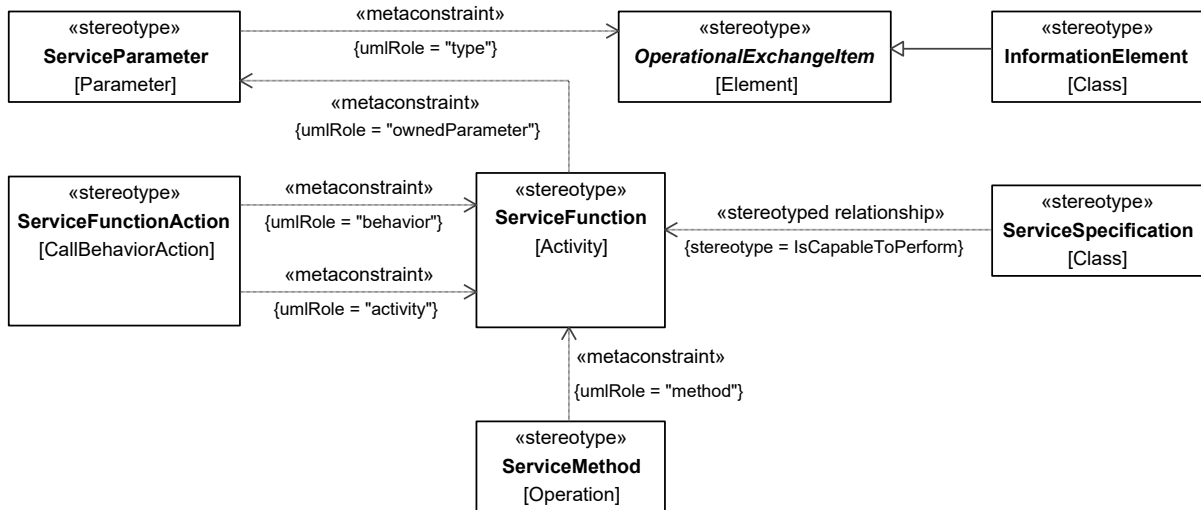 «stereotype»
ServiceParameter
[Parameter]
«metaconstraint»
{umlRole = "type"}
«stereotype»
OperationalExchangeItem
[Element]
«stereotype»
InformationElement
[Class]
«metaconstraint»
{umlRole = "ownedParameter"}
«stereotype»
ServiceFunctionAction
[CallBehaviorAction]
«metaconstraint»
{umlRole = "behavior"}
«metaconstraint»
{umlRole = "activity"}
«stereotype»
ServiceFunction
[Activity]
«stereotyped relationship»
{stereotype = IsCapableToPerform}
«stereotype»
ServiceSpecification
[Class]
«metaconstraint»
{umlRole = "method"}
«stereotype»
ServiceMethod
[Operation]